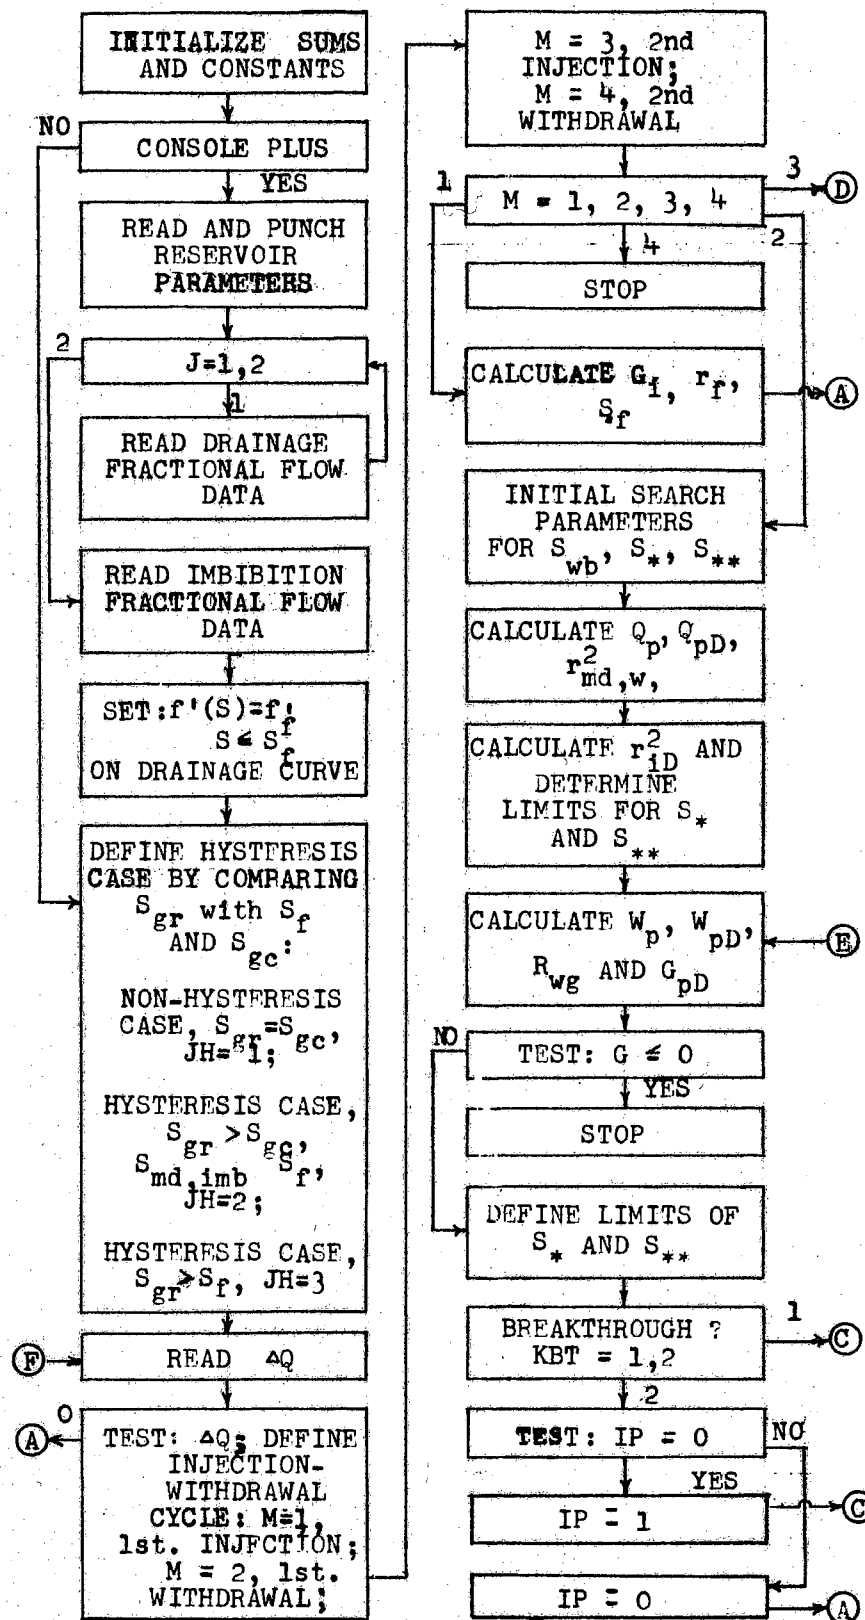 INITIALIZE SUMS
AND CONSTANTS
NO
CONSOLE PLUS
YES
READ AND PUNCH
RESERVOIR
PARAMETERS
2
J=1,2
1
READ DRAINAGE
FRACTIONAL FLOW
DATA
READ IMBIBITION
FRACTIONAL FLOW
DATA
SET:f'(S)=f'f
S ≤ Sf
ON DRAINAGE CURVE
DEFINE HYSTERESIS
CASE BY COMPARING
Sgr with Sf
AND Sgc:
NON-HYSTERESIS
CASE, Sgr=Sgc,
JH=1;
HYSTERESIS CASE,
Sgr >Sgc,
Smd,imb Sf,
JH=2;
HYSTERESIS CASE,
Sgr>Sf, JH=3
F
READ ΔQ
0
A
TEST: ΔQ; DEFINE
INJECTION-
WITHDRAWAL
CYCLE: M=1,
1st. INJECTION;
M = 2, 1st.
WITHDRAWAL;
M = 3, 2nd
INJECTION;
M = 4, 2nd
WITHDRAWAL
1
M = 1, 2, 3, 4
3
D
4
2
STOP
CALCULATE Gi, rf,
Sf
A
INITIAL SEARCH
PARAMETERS
FOR Swb, S*, S**
CALCULATE Qp, QpD,
r²md,w,
CALCULATE r²iD AND
DETERMINE
LIMITS FOR S*
AND S**
CALCULATE Wp, WpD,
Rwg AND GpD
E
NO
TEST: G ≤ 0
YES
STOP
DEFINE LIMITS OF
S* AND S**
BREAKTHROUGH ?
KBT = 1,2
1
C
2
TEST: IP = 0
NO
YES
IP = 1
C
IP = 0
A